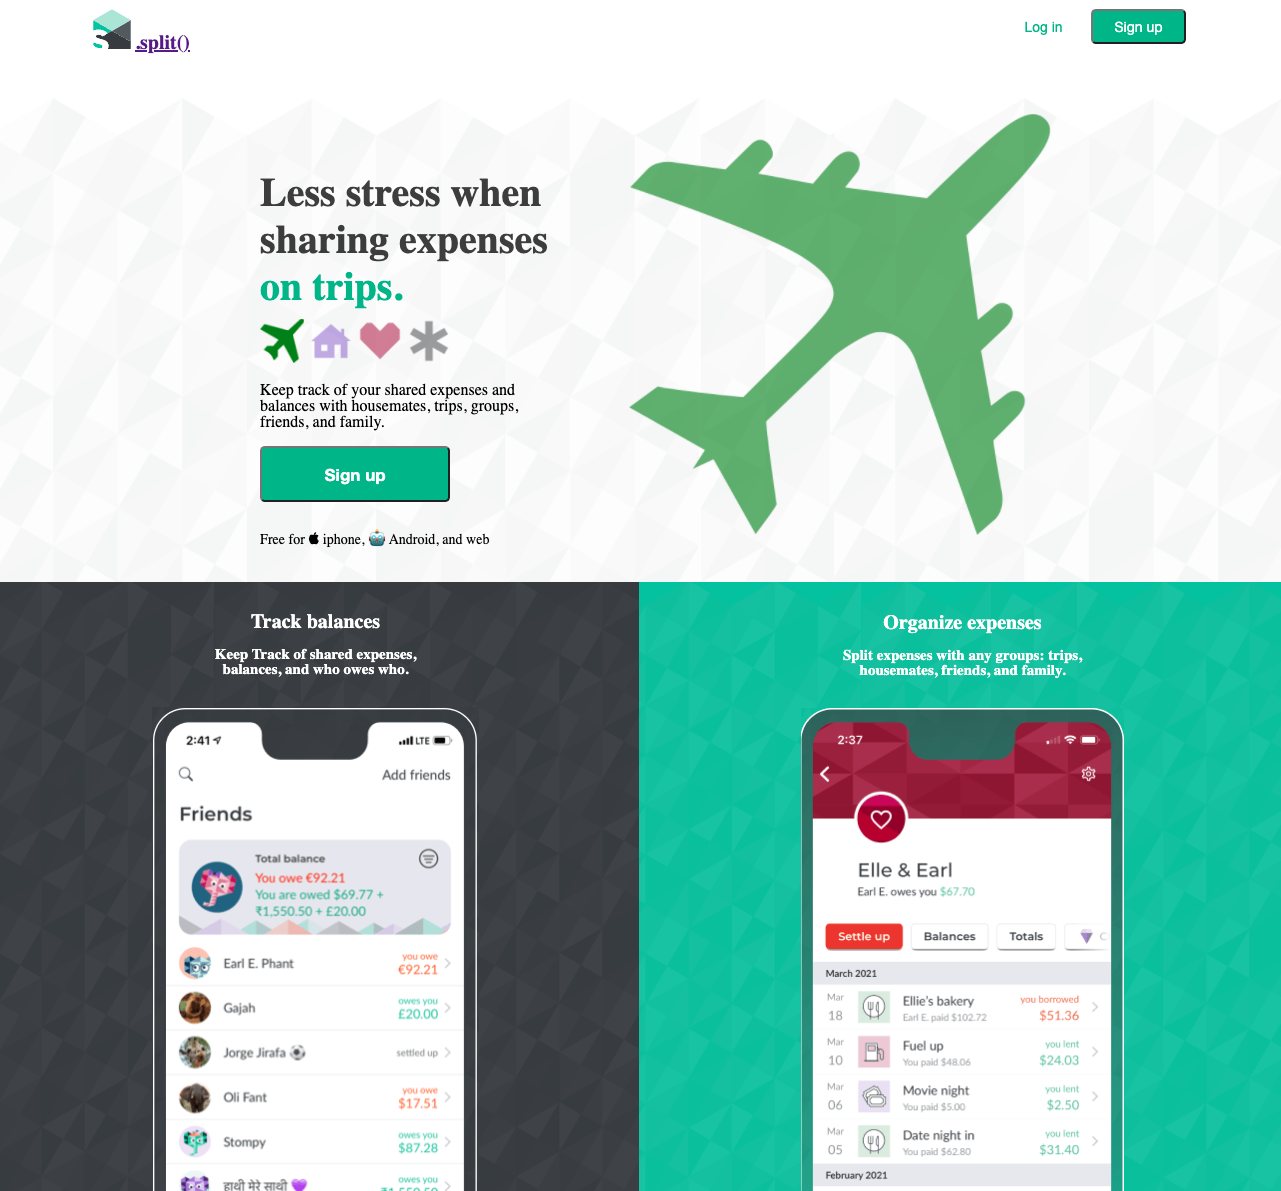 .split()
Log in
Sign up
Less stress when
sharing expenses
on trips.
Keep track of your shared expenses and
balances with housemates, trips, groups,
friends, and family.
Sign up
Free for iphone, Android, and web
Track balances
Keep Track of shared expenses,
balances, and who owes who.
2:41
LTE
Add friends
Friends
Total balance
You owe €92.21
You are owed $69.77 +
₹1,550.50 + £20.00
Earl E. Phant
you owe
€92.21
Gajah
owes you
£20.00
Jorge Jirafa
settled up
Oli Fant
you owe
$17.51
Stompy
owes you
$87.28
हाथी मेरे साथी
owes you
Organize expenses
Split expenses with any groups: trips,
housemates, friends, and family.
2:37
Elle & Earl
Earl E. owes you $67.70
Settle up
Balances
Totals
C
March 2021
Mar
18
Ellie's bakery
Earl E. paid $102.72
you borrowed
$51.36
Mar
10
Fuel up
You paid $48.06
you lent
$24.03
Mar
06
Movie night
You paid $5.00
you lent
$2.50
Mar
05
Date night in
You paid $62.80
you lent
$31.40
February 2021